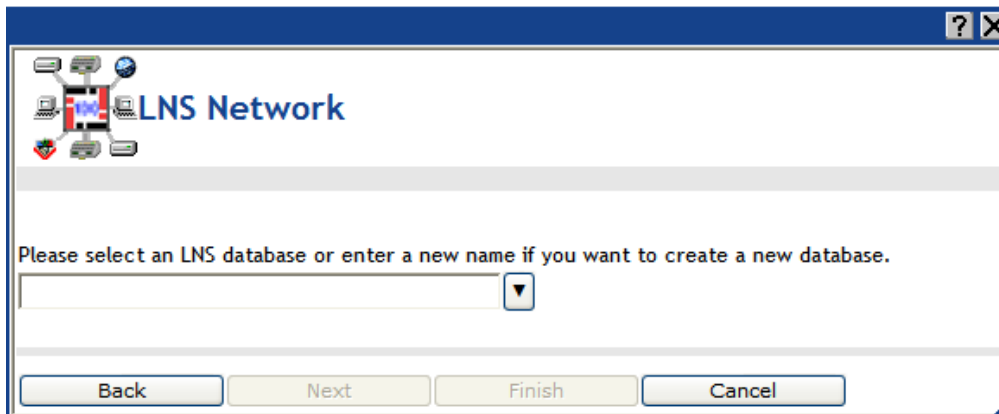 ?
LNS Network
Please select an LNS database or enter a new name if you want to create a new database.
Back Next Finish Cancel